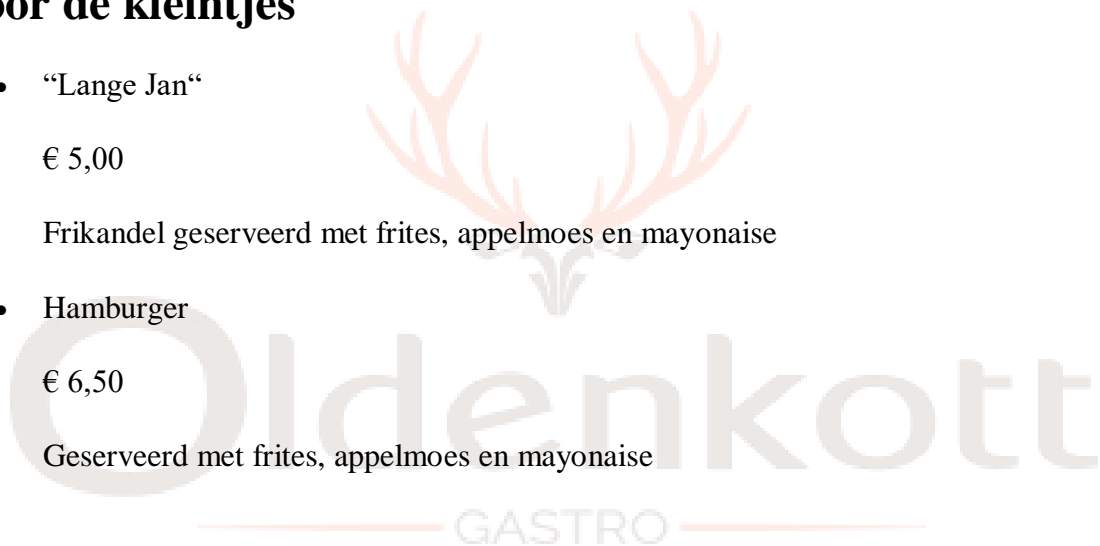 oor de kleintjes
“Lange Jan“
€ 5,00
Frikandel geserveerd met frites, appelmoes en mayonaise
Hamburger
€ 6,50
Geserveerd met frites, appelmoes en mayonaise
Oldenkott
GASTRO